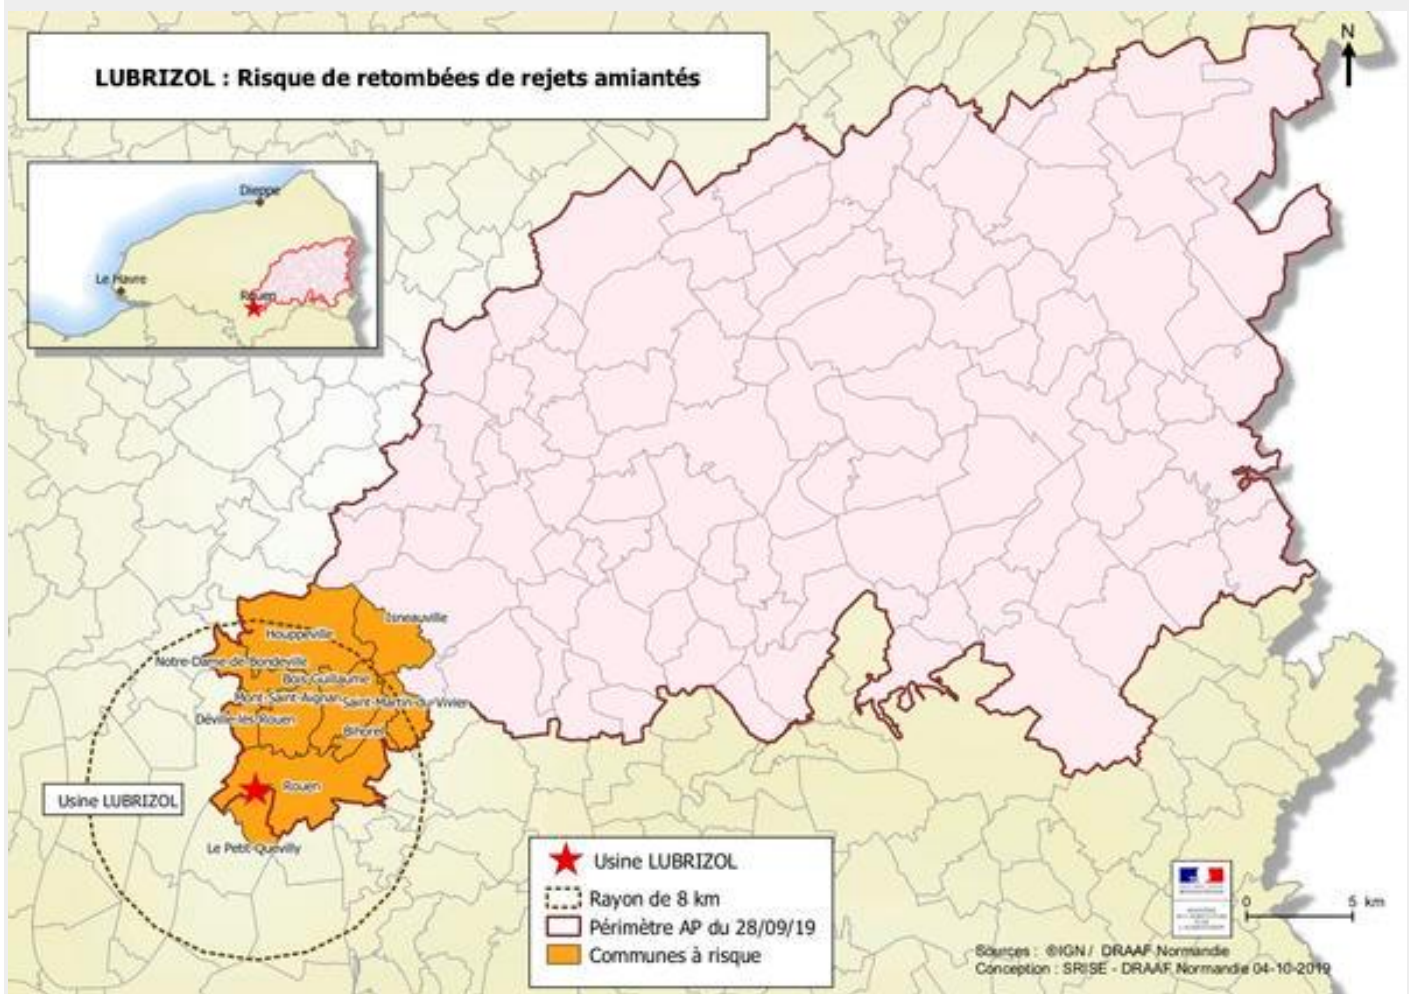 LUBRIZOL : Risque de retombées de rejets amiantés
N
Dieppe
Le Havre
Rouen
Isneauville
Houppeville
Notre-Dame-de-Bondeville
Bois-Guillaume
Mont-Saint-Aignan
Saint-Martin-du-Vivier
Déville-lès-Rouen
Bihorel
Rouen
Usine LUBRIZOL
Le Petit-Quevilly
Usine LUBRIZOL
Rayon de 8 km
Périmètre AP du 28/09/19
Communes à risque
0 5 km
Sources : ®IGN / DRAAF Normandie
Conception : SRISE - DRAAF Normandie 04-10-2019